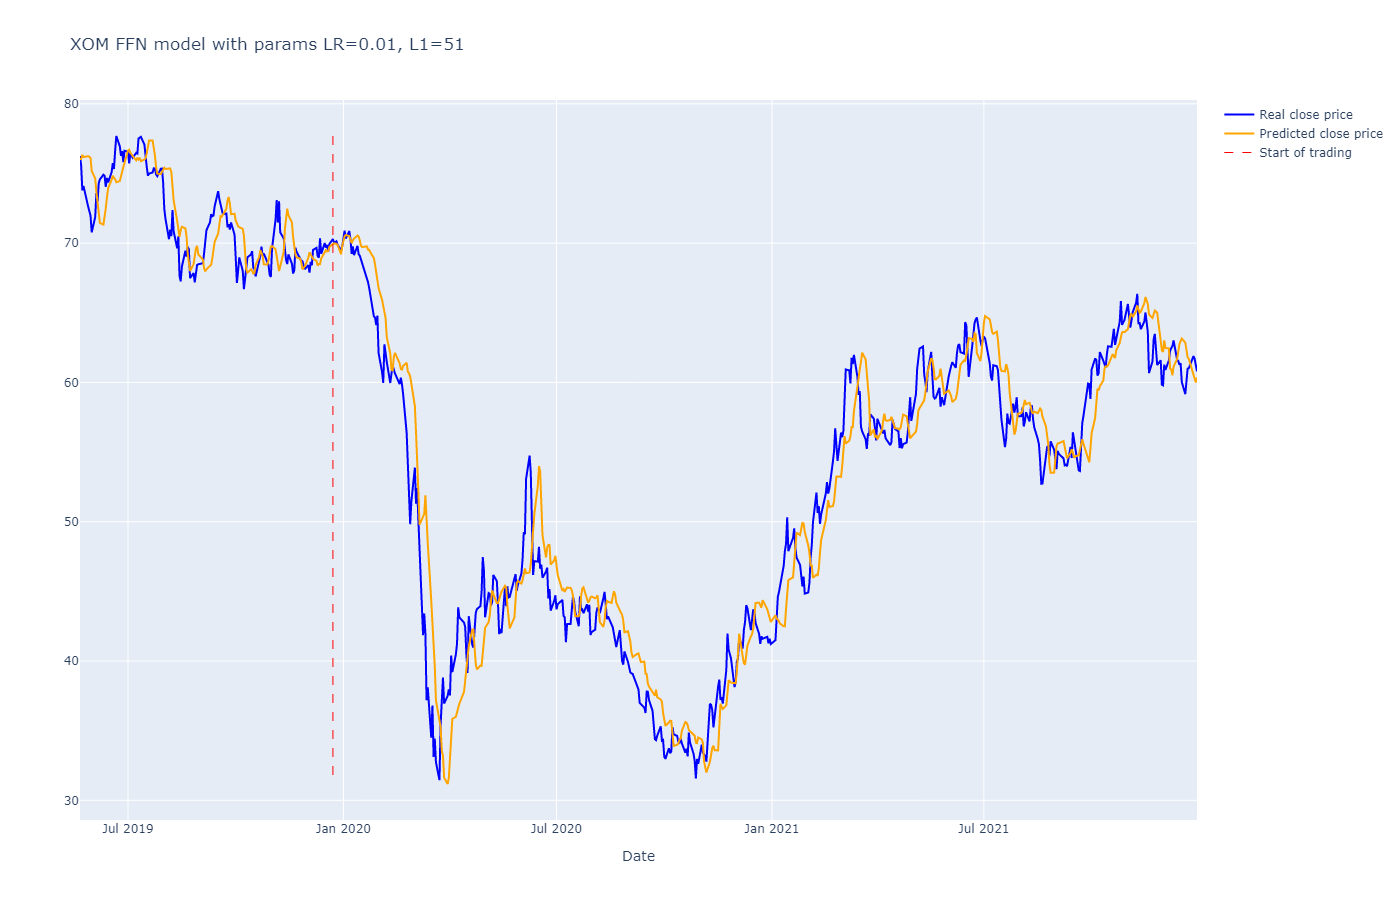 XOM FFN model with params LR=0.01, L1=51
Real close price
Predicted close price
Start of trading
80
70
60
50
40
30
Jul 2019
Jan 2020
Jul 2020
Jan 2021
Jul 2021
Date